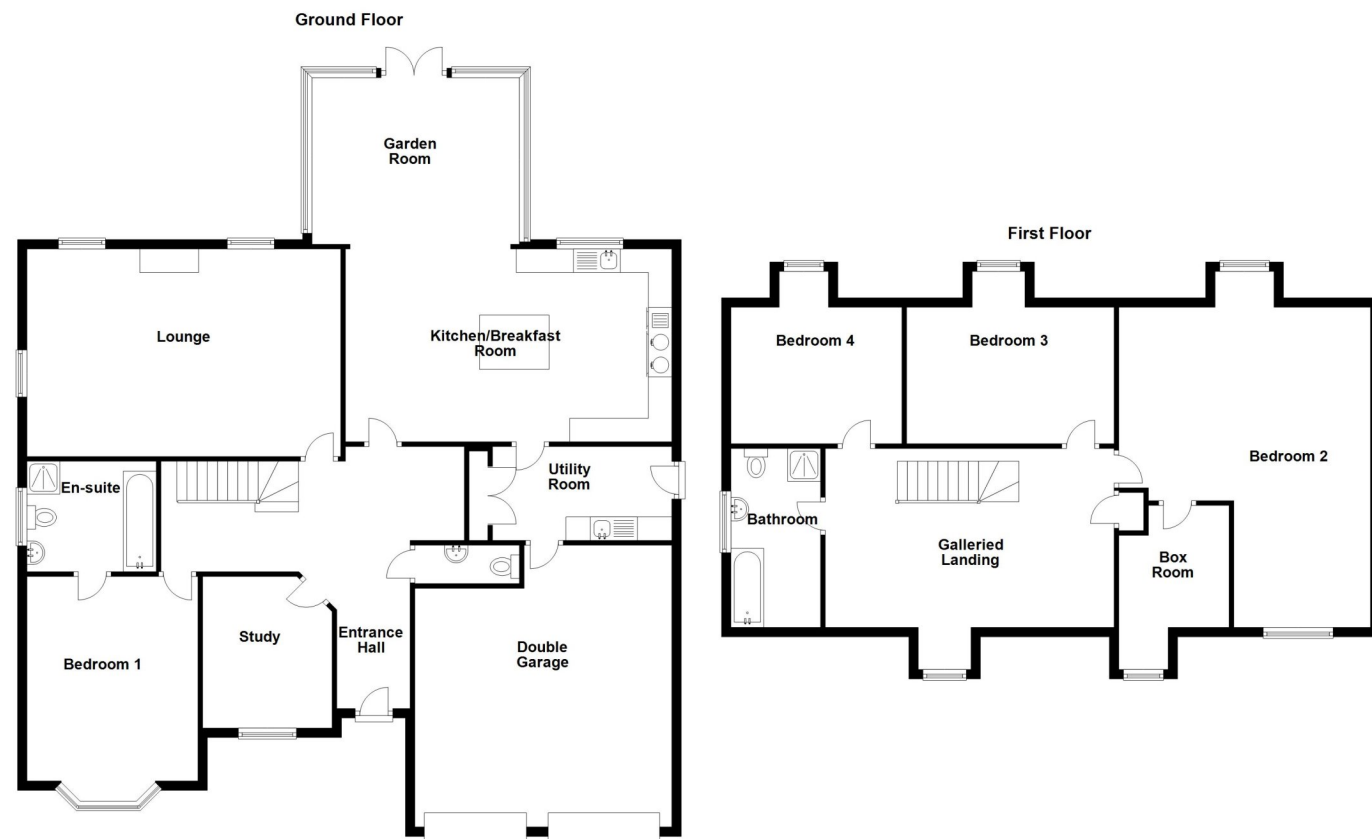 Ground Floor
Garden
Room
Lounge
Kitchen/Breakfast
Room
En-suite
Utility
Room
Study
Entrance
Hall
Bedroom 1
Double
Garage
First Floor
Bedroom 4
Bedroom 3
Bedroom 2
Bathroom
Galleried
Landing
Box
Room